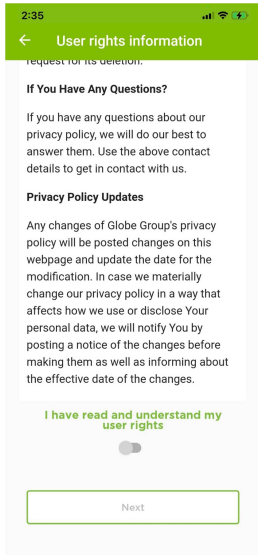 2:35
User rights information
request for its deletion.
If You Have Any Questions?
If you have any questions about our
privacy policy, we will do our best to
answer them. Use the above contact
details to get in contact with us.
Privacy Policy Updates
Any changes of Globe Group's privacy
policy will be posted changes on this
webpage and update the date for the
modification. In case we materially
change our privacy policy in a way that
affects how we use or disclose Your
personal data, we will notify You by
posting a notice of the changes before
making them as well as informing about
the effective date of the changes.
I have read and understand my
user rights
Next